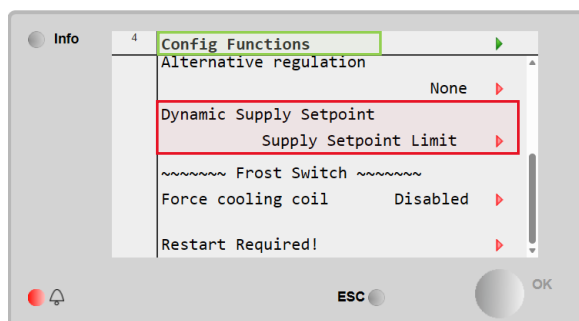 Info
4
Config Functions
Alternative regulation
None
Dynamic Supply Setpoint
Supply Setpoint Limit
~~~~~~~ Frost Switch ~~~~~~~
Force cooling coil Disabled
Restart Required!
ESC
OK